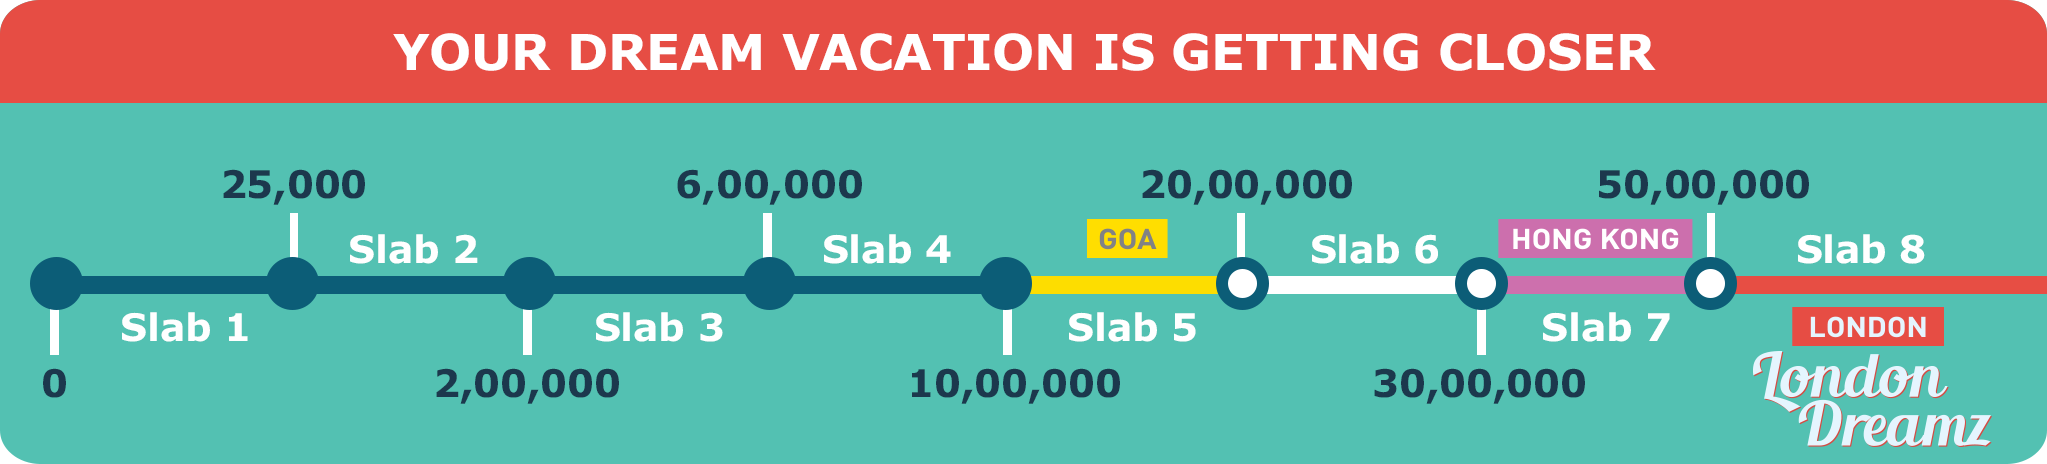 YOUR DREAM VACATION IS GETTING CLOSER
25,000 6,00,000 20,00,000 50,00,000
GOA HONG KONG
Slab 2 Slab 4 Slab 6 Slab 8
Slab 1 Slab 3 Slab 5 Slab 7 LONDON
0 2,00,000 10,00,000 30,00,000
London
Dreamz